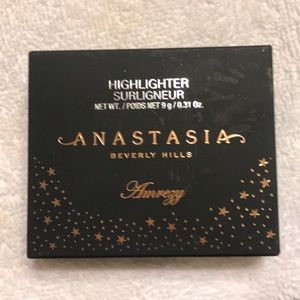 HIGHLIGHTER
SURLIGNEUR
NET WT. / POIDS NET 9 g / 0.31 Oz.
ANASTASIA
BEVERLY HILLS
Amrezy